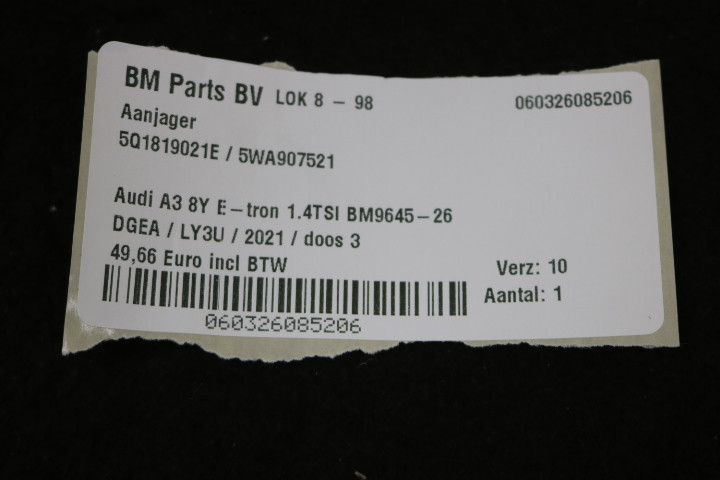 BM Parts BV LOK 8 - 98 060326085206
Aanjager
5Q1819021E / 5WA907521
Audi A3 8Y E-tron 1.4TSI BM9645-26
DGEA / LY3U / 2021 / doos 3
49,66 Euro incl BTW
Verz: 10
Aantal: 1
060326085206